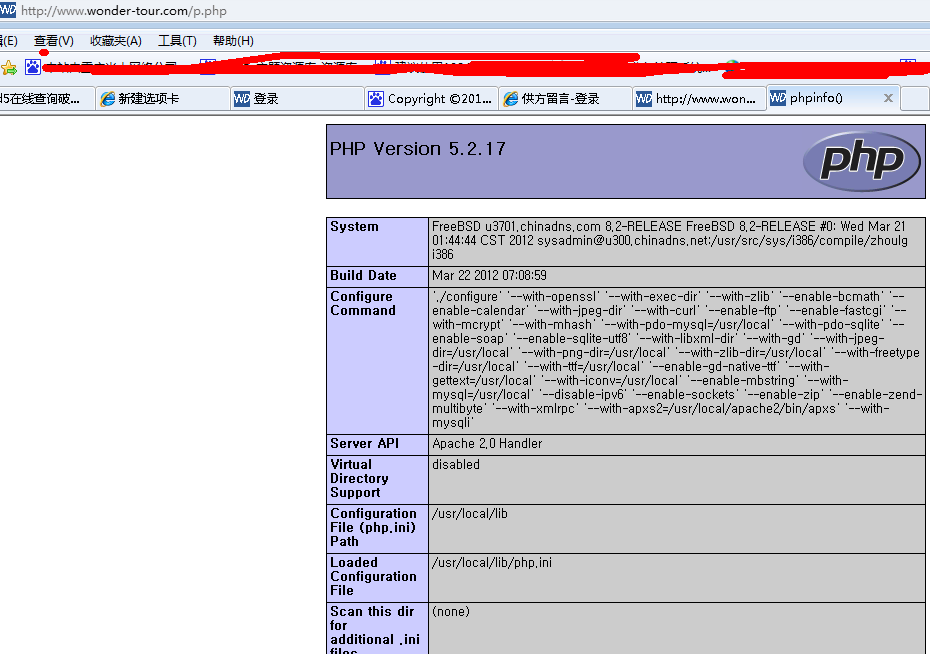 WD http://www.wonder-tour.com/p.php
(E) 查看(V) 收藏夹(A) 工具(T) 帮助(H)
d5在线查询破... 新建选项卡 WD 登录 Copyright ©201... 供方留言-登录 WD http://www.won... WD phpinfo() X
PHP Version 5.2.17 php
System FreeBSD u3701.chinadns.com 8.2-RELEASE FreeBSD 8.2-RELEASE #0: Wed Mar 21
01:44:44 CST 2012 sysadmin@u300.chinadns.net:/usr/src/sys/i386/compile/zhoulg
i386
Build Date Mar 22 2012 07:08:59
Configure './configure' '--with-openssl' '--with-exec-dir' '--with-zlib' '--enable-bcmath' '--
Command enable-calendar' '--with-jpeg-dir' '--with-curl' '--enable-ftp' '--enable-fastcgi' '--
with-mcrypt' '--with-mhash' '--with-pdo-mysql=/usr/local' '--with-pdo-sqlite' '--
enable-soap' '--enable-sqlite-utf8' '--with-libxml-dir' '--with-gd' '--with-jpeg-
dir=/usr/local' '--with-png-dir=/usr/local' '--with-zlib-dir=/usr/local' '--with-freetype
-dir=/usr/local' '--with-ttf=/usr/local' '--enable-gd-native-ttf' '--with-
gettext=/usr/local' '--with-iconv=/usr/local' '--enable-mbstring' '--with-
mysql=/usr/local' '--disable-ipv6' '--enable-sockets' '--enable-zip' '--enable-zend-
multibyte' '--with-xmlrpc' '--with-apxs2=/usr/local/apache2/bin/apxs' '--with-
mysqli'
Server API Apache 2.0 Handler
Virtual disabled
Directory
Support
Configuration /usr/local/lib
File (php.ini)
Path
Loaded /usr/local/lib/php.ini
Configuration
File
Scan this dir (none)
for
additional .ini
files